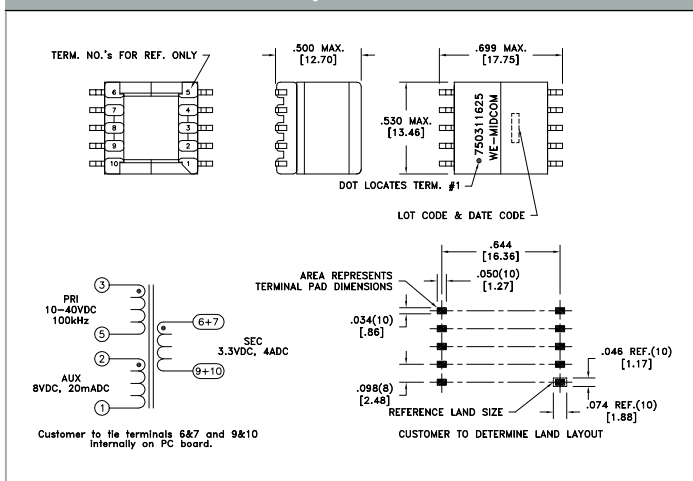 TERM. NO.'s FOR REF. ONLY
6
5
7
4
8
3
9
2
10
1
.500 MAX.
[12.70]
.699 MAX.
[17.75]
.530 MAX.
[13.46]
750311625
WE-MIDCOM
DOT LOCATES TERM. #1
LOT CODE & DATE CODE
3
PRI
10-40VDC
100kHz
5
2
AUX
8VDC, 20mADC
1
6+7
SEC
3.3VDC, 4ADC
9+10
Customer to tie terminals 6&7 and 9&10
internally on PC board.
.644
[16.36]
AREA REPRESENTS
TERMINAL PAD DIMENSIONS
.050(10)
[1.27]
.034(10)
[.86]
.046 REF.(10)
[1.17]
.098(8)
[2.48]
.074 REF.(10)
[1.88]
REFERENCE LAND SIZE
CUSTOMER TO DETERMINE LAND LAYOUT